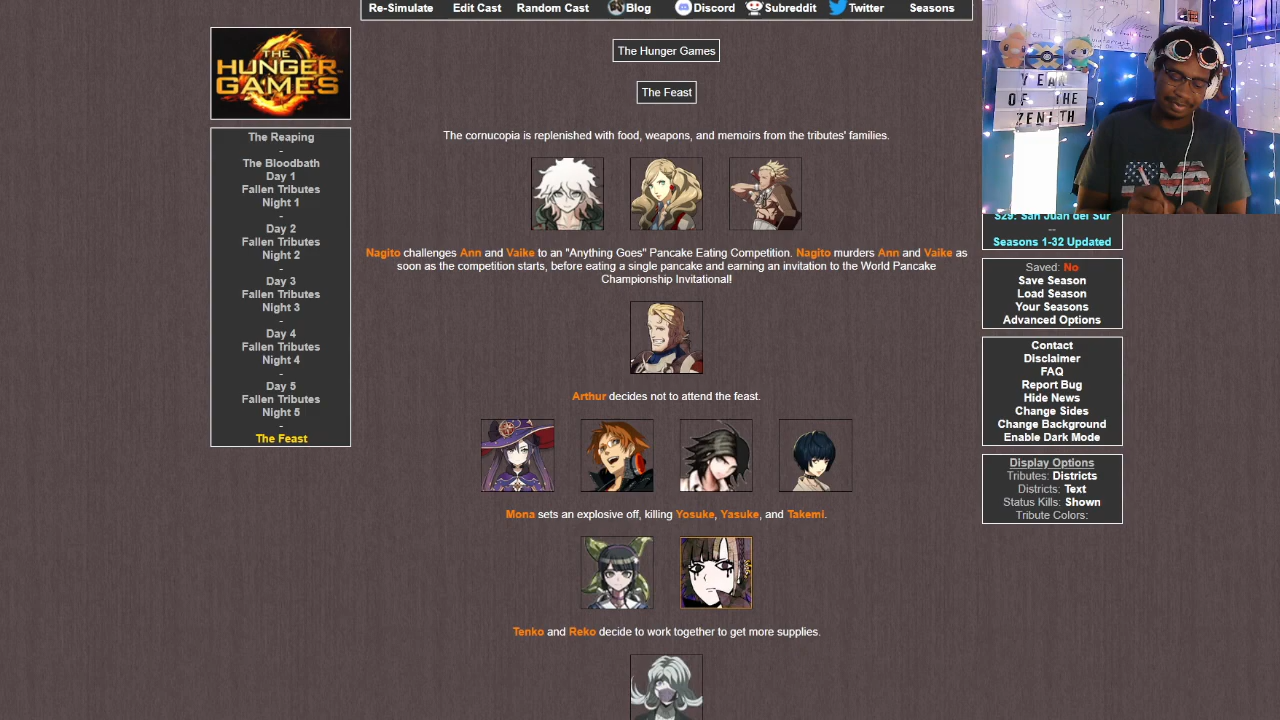 Re-Simulate Edit Cast Random Cast Blog Discord Subreddit Twitter Seasons
THE
HUNGER
GAMES
The Reaping
-
The Bloodbath
Day 1
Fallen Tributes
Night 1
-
Day 2
Fallen Tributes
Night 2
-
Day 3
Fallen Tributes
Night 3
-
Day 4
Fallen Tributes
Night 4
-
Day 5
Fallen Tributes
Night 5
-
The Feast
The Hunger Games
The Feast
The cornucopia is replenished with food, weapons, and memoirs from the tributes' families.
Nagito challenges Ann and Vaike to an "Anything Goes" Pancake Eating Competition. Nagito murders Ann and Vaike as
soon as the competition starts, before eating a single pancake and earning an invitation to the World Pancake
Championship Invitational!
Arthur decides not to attend the feast.
Mona sets an explosive off, killing Yosuke, Yasuke, and Takemi.
Tenko and Reko decide to work together to get more supplies.
YEAR
OF THE
ZENITH
S29: San Juan del Sur
--
Seasons 1-32 Updated
Saved: No
Save Season
Load Season
Your Seasons
Advanced Options
Contact
Disclaimer
FAQ
Report Bug
Hide News
Change Sides
Change Background
Enable Dark Mode
Display Options
Tributes: Districts
Districts: Text
Status Kills: Shown
Tribute Colors: